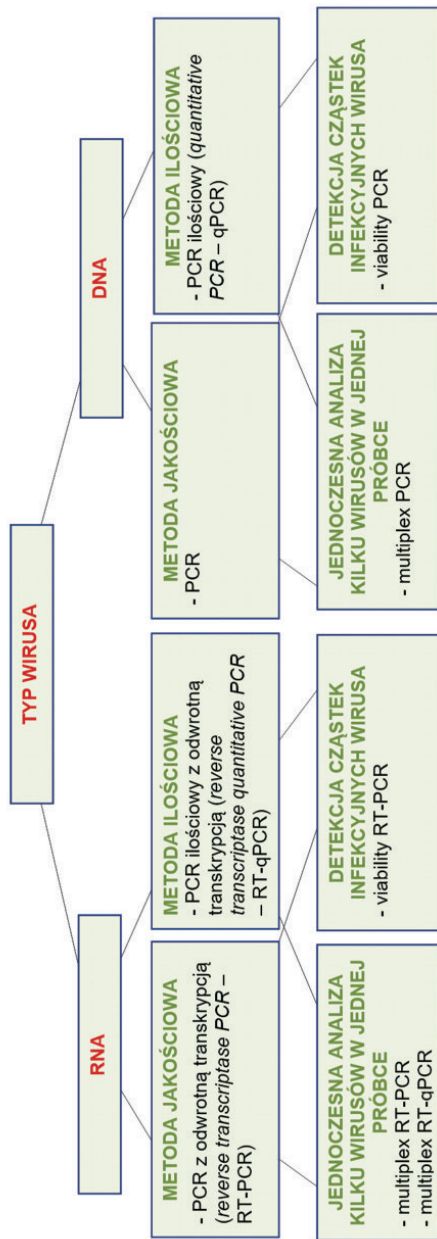 TYP WIRUSA
RNA
DNA
METODA JAKOŚCIOWA
- PCR z odwrotną transkrypcją
(reverse transcriptase PCR –
RT-PCR)
METODA ILOŚCIOWA
- PCR ilościowy z odwrotną
transkrypcją (reverse
transcriptase quantitative PCR
– RT-qPCR)
METODA JAKOŚCIOWA
- PCR
METODA ILOŚCIOWA
- PCR ilościowy (quantitative
PCR – qPCR)
JEDNOCZESNA ANALIZA
KILKU WIRUSÓW W JEDNEJ
PRÓBCE
- multiplex RT-PCR
- multiplex RT-qPCR
DETEKCJA CZĄSTEK
INFEKCYJNYCH WIRUSA
- viability RT-PCR
JEDNOCZESNA ANALIZA
KILKU WIRUSÓW W JEDNEJ
PRÓBCE
- multiplex PCR
DETEKCJA CZĄSTEK
INFEKCYJNYCH WIRUSA
- viability PCR